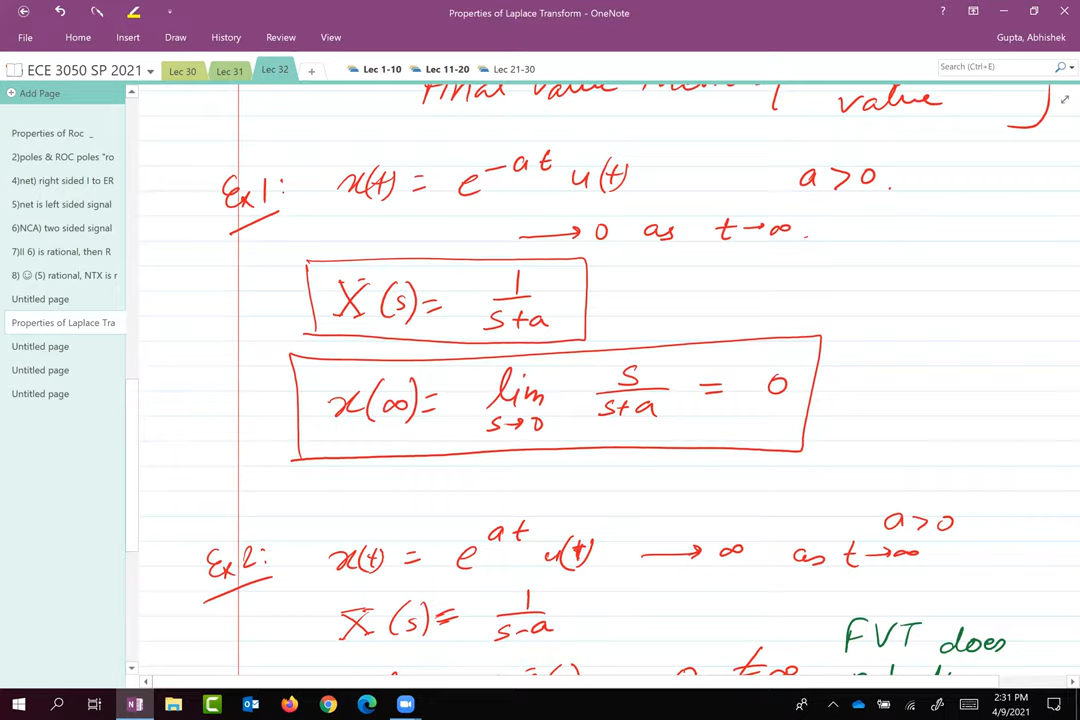 Properties of Laplace Transform - OneNote
File Home Insert Draw History Review View Gupta, Abhishek
ECE 3050 SP 2021 Lec 30 Lec 31 Lec 32 + Lec 1-10 Lec 11-20 Lec 21-30 Search (Ctrl+E)
Add Page
Properties of Roc _
2)poles & ROC poles "ro
4)net) right sided I to ER
5)net is left sided signal
6)NCA) two sided signal
7)II 6) is rational, then R
8) ☺ (5) rational, NTX is r
Untitled page
Properties of Laplace Tra
Untitled page
Untitled page
Untitled page
final value value
Ex1: x(t) = e^{-at} u(t) a > 0.
→ 0 as t→∞.
X(s) = 1/(s+a)
x(∞) = lim_{s→0} s/(s+a) = 0
a > 0
Ex2: x(t) = e^{at} u(t) → ∞ as t→∞
X(s) = 1/(s-a)
FVT does
2:31 PM
4/9/2021